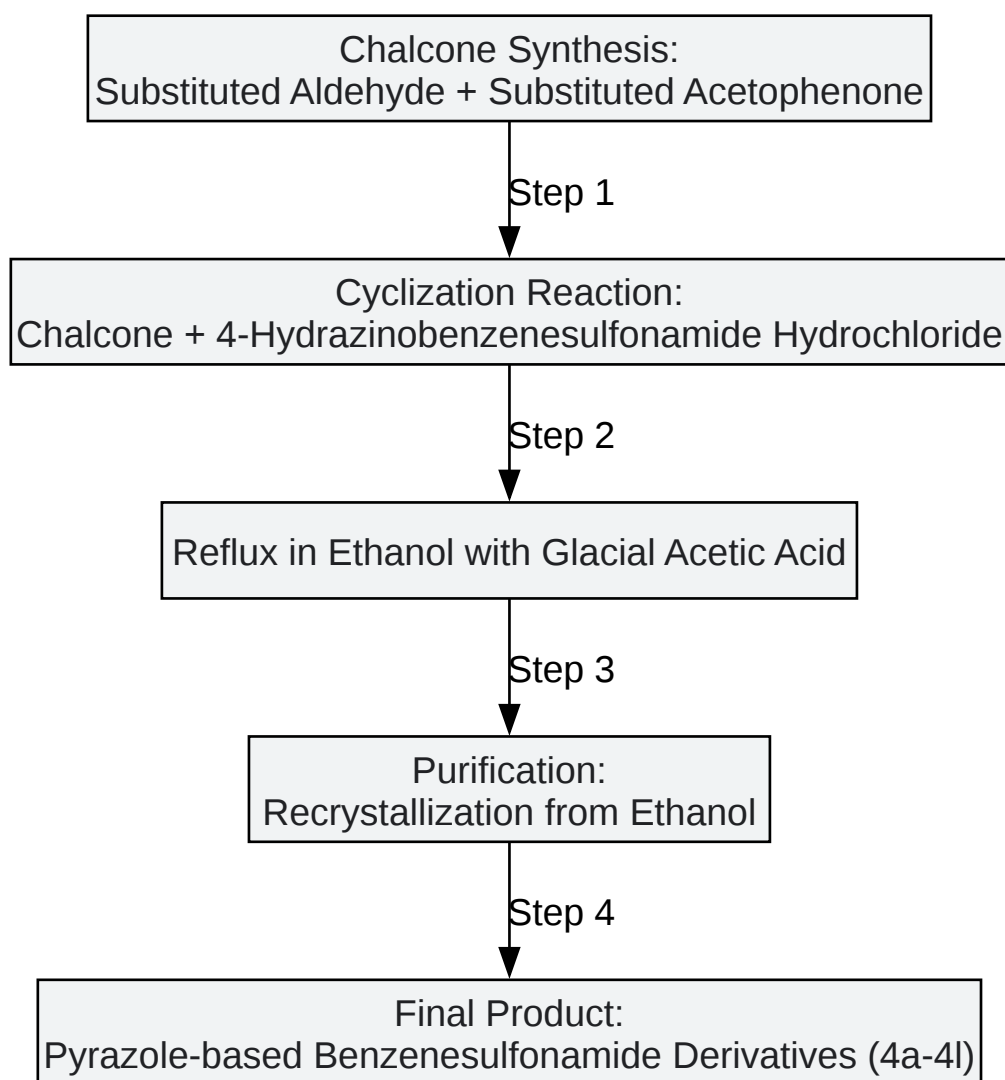 Chalcone Synthesis:
Substituted Aldehyde + Substituted Acetophenone
Step 1
Cyclization Reaction:
Chalcone + 4-Hydrazinobenzenesulfonamide Hydrochloride
Step 2
Reflux in Ethanol with Glacial Acetic Acid
Step 3
Purification:
Recrystallization from Ethanol
Step 4
Final Product:
Pyrazole-based Benzenesulfonamide Derivatives (4a-4l)